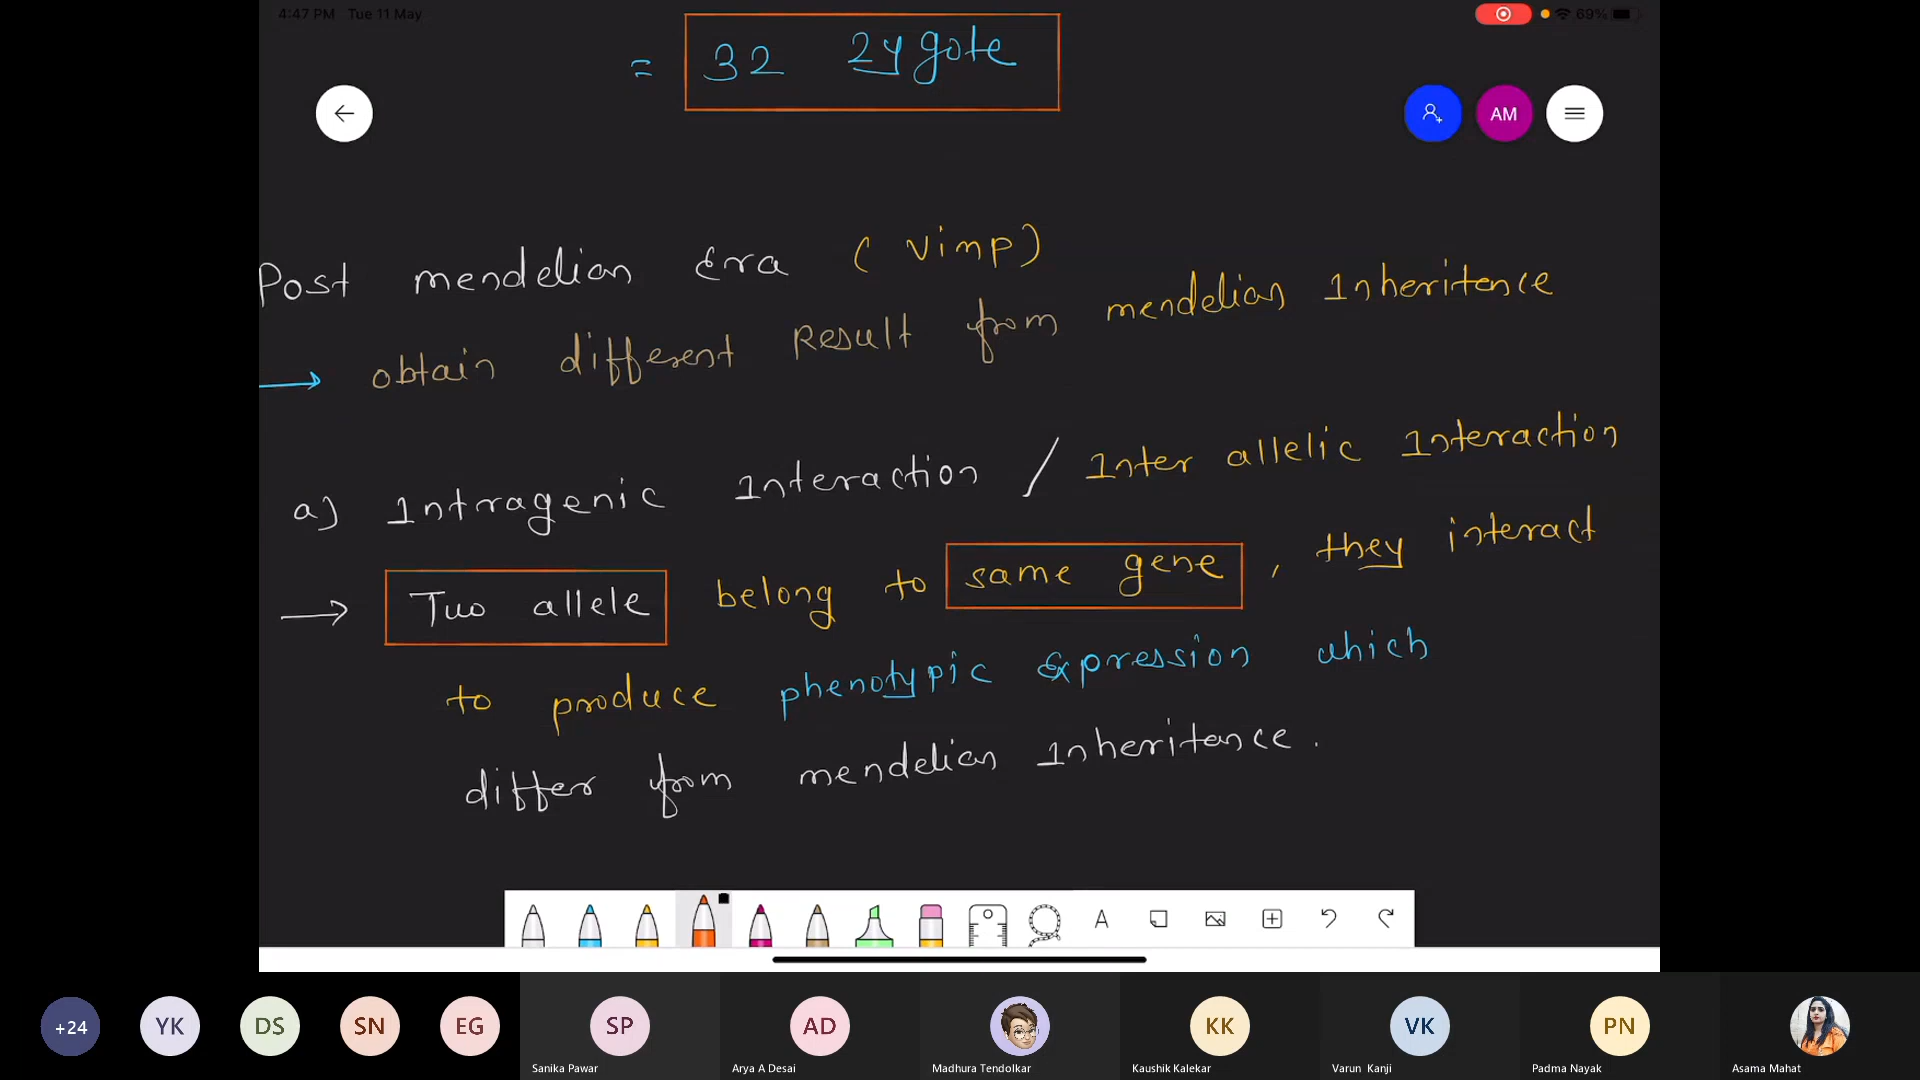 4:47 PM Tue 11 May
69%
= 32 zygote
AM
Post mendelian Era (Vimp)
→ obtain different Result from mendelian Inheritence
a) Intragenic Interaction / Inter allelic Interaction
→ Two allele belong to same gene, they interact
to produce phenotypic Expression which
differ from mendelian Inheritance.
A
+24 YK DS SN EG SP AD KK VK PN
Sanika Pawar Arya A Desai Madhura Tendolkar Kaushik Kalekar Varun Kanji Padma Nayak Asama Mahat